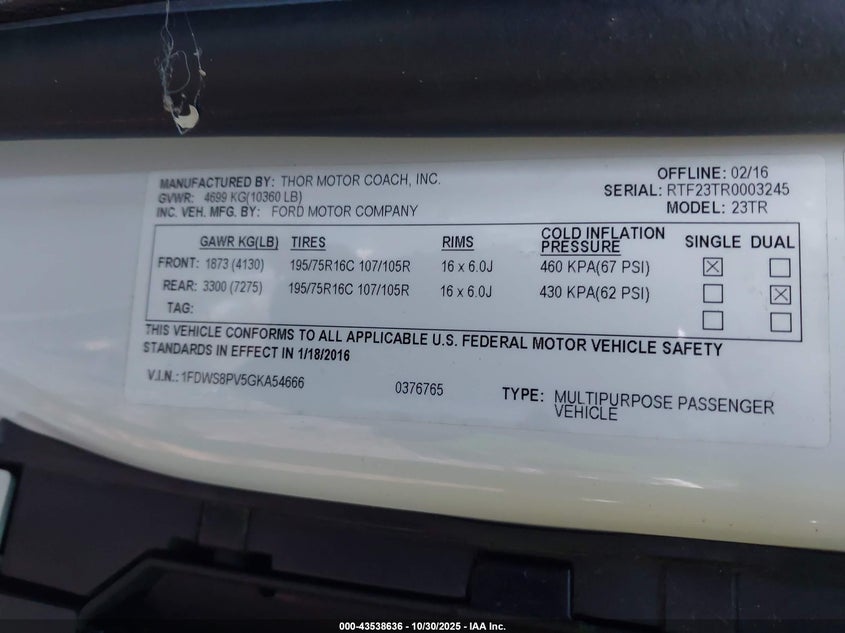 MANUFACTURED BY: THOR MOTOR COACH, INC. OFFLINE: 02/16
GVWR: 4699 KG(10360 LB) SERIAL: RTF23TR0003245
INC. VEH. MFG. BY: FORD MOTOR COMPANY MODEL: 23TR
GAWR KG(LB) TIRES RIMS COLD INFLATION PRESSURE SINGLE DUAL
FRONT: 1873 (4130) 195/75R16C 107/105R 16 x 6.0J 460 KPA(67 PSI) ☒ ☐
REAR: 3300 (7275) 195/75R16C 107/105R 16 x 6.0J 430 KPA(62 PSI) ☐ ☒
TAG: ☐ ☐
THIS VEHICLE CONFORMS TO ALL APPLICABLE U.S. FEDERAL MOTOR VEHICLE SAFETY
STANDARDS IN EFFECT IN 1/18/2016
V.I.N.: 1FDWS8PV5GKA54666 0376765 TYPE: MULTIPURPOSE PASSENGER
VEHICLE
000-43538636 - 10/30/2025 - IAA Inc.